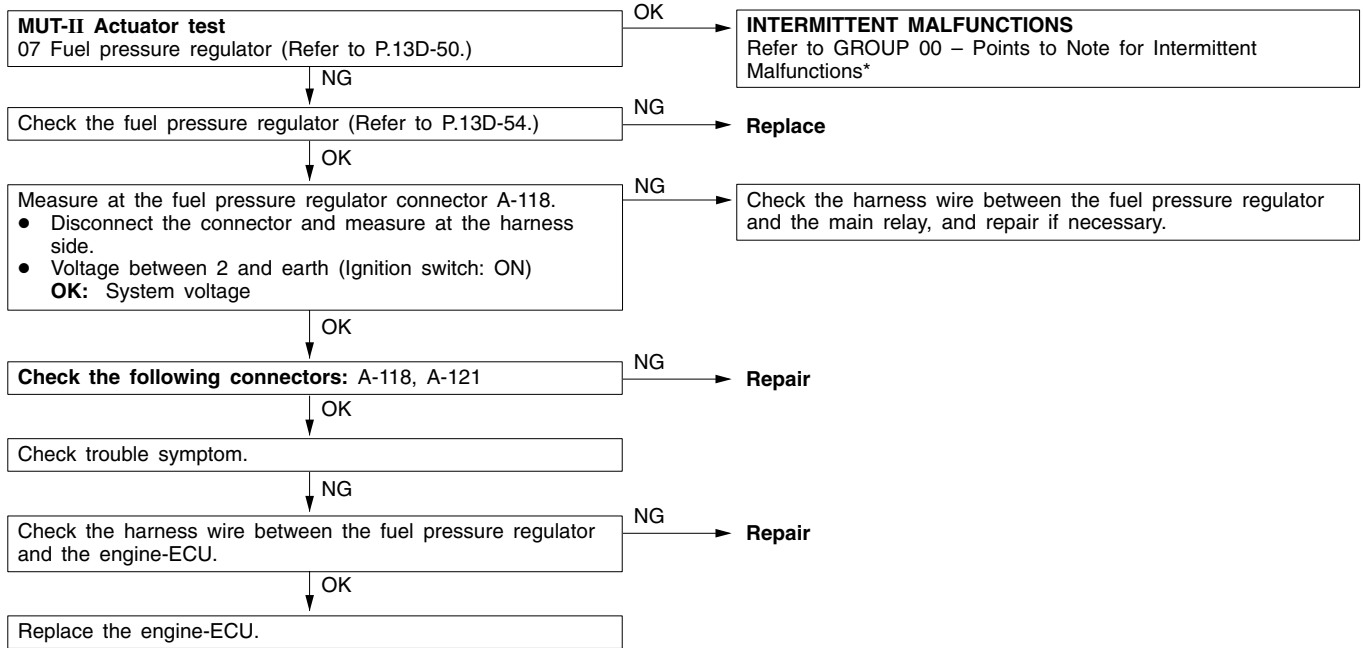 MUT-II Actuator test
07 Fuel pressure regulator (Refer to P.13D-50.)
OK
INTERMITTENT MALFUNCTIONS
Refer to GROUP 00 – Points to Note for Intermittent
Malfunctions*
NG
Check the fuel pressure regulator (Refer to P.13D-54.)
NG
Replace
OK
Measure at the fuel pressure regulator connector A-118.
● Disconnect the connector and measure at the harness
side.
● Voltage between 2 and earth (Ignition switch: ON)
OK: System voltage
NG
Check the harness wire between the fuel pressure regulator
and the main relay, and repair if necessary.
OK
Check the following connectors: A-118, A-121
NG
Repair
OK
Check trouble symptom.
NG
Check the harness wire between the fuel pressure regulator
and the engine-ECU.
NG
Repair
OK
Replace the engine-ECU.